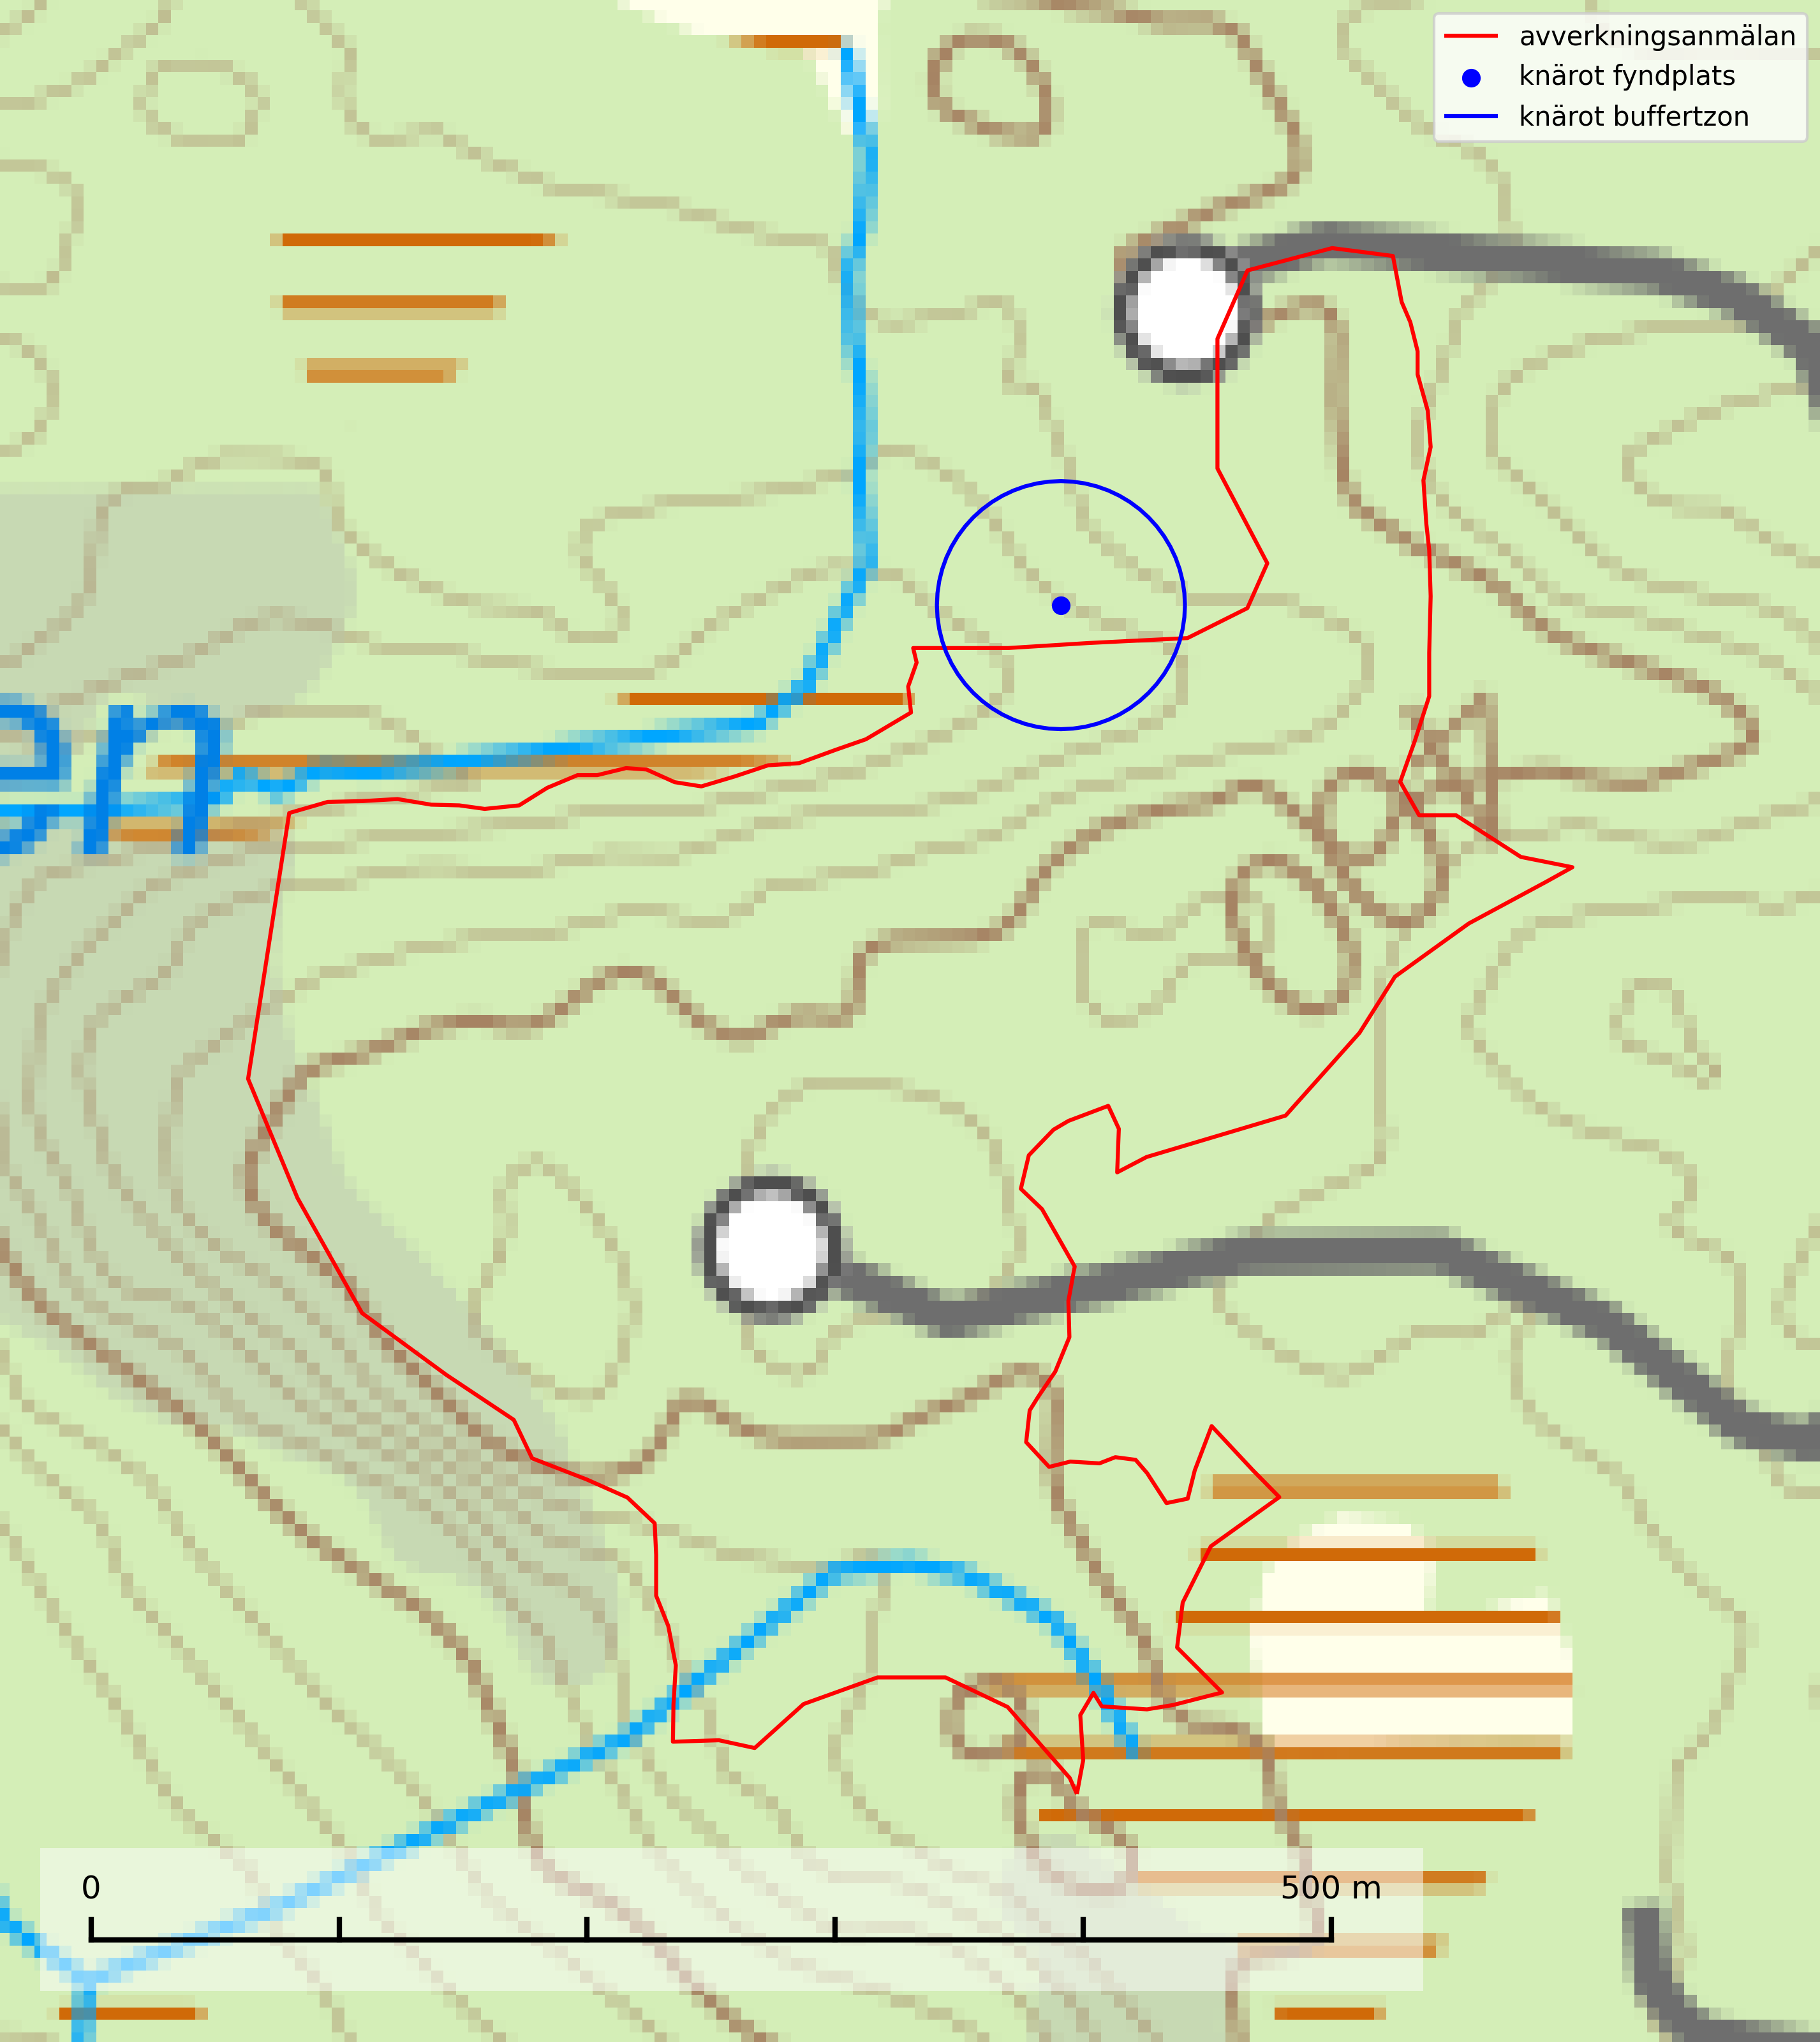 avverkningsanmälan
knärot fyndplats
knärot buffertzon
0
500 m